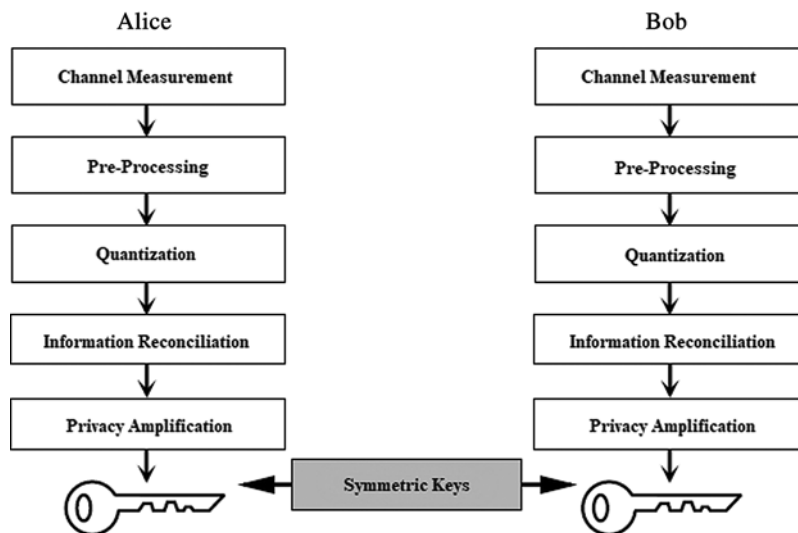 Alice
Bob
Channel Measurement
Channel Measurement
Pre-Processing
Pre-Processing
Quantization
Quantization
Information Reconciliation
Information Reconciliation
Privacy Amplification
Privacy Amplification
Symmetric Keys